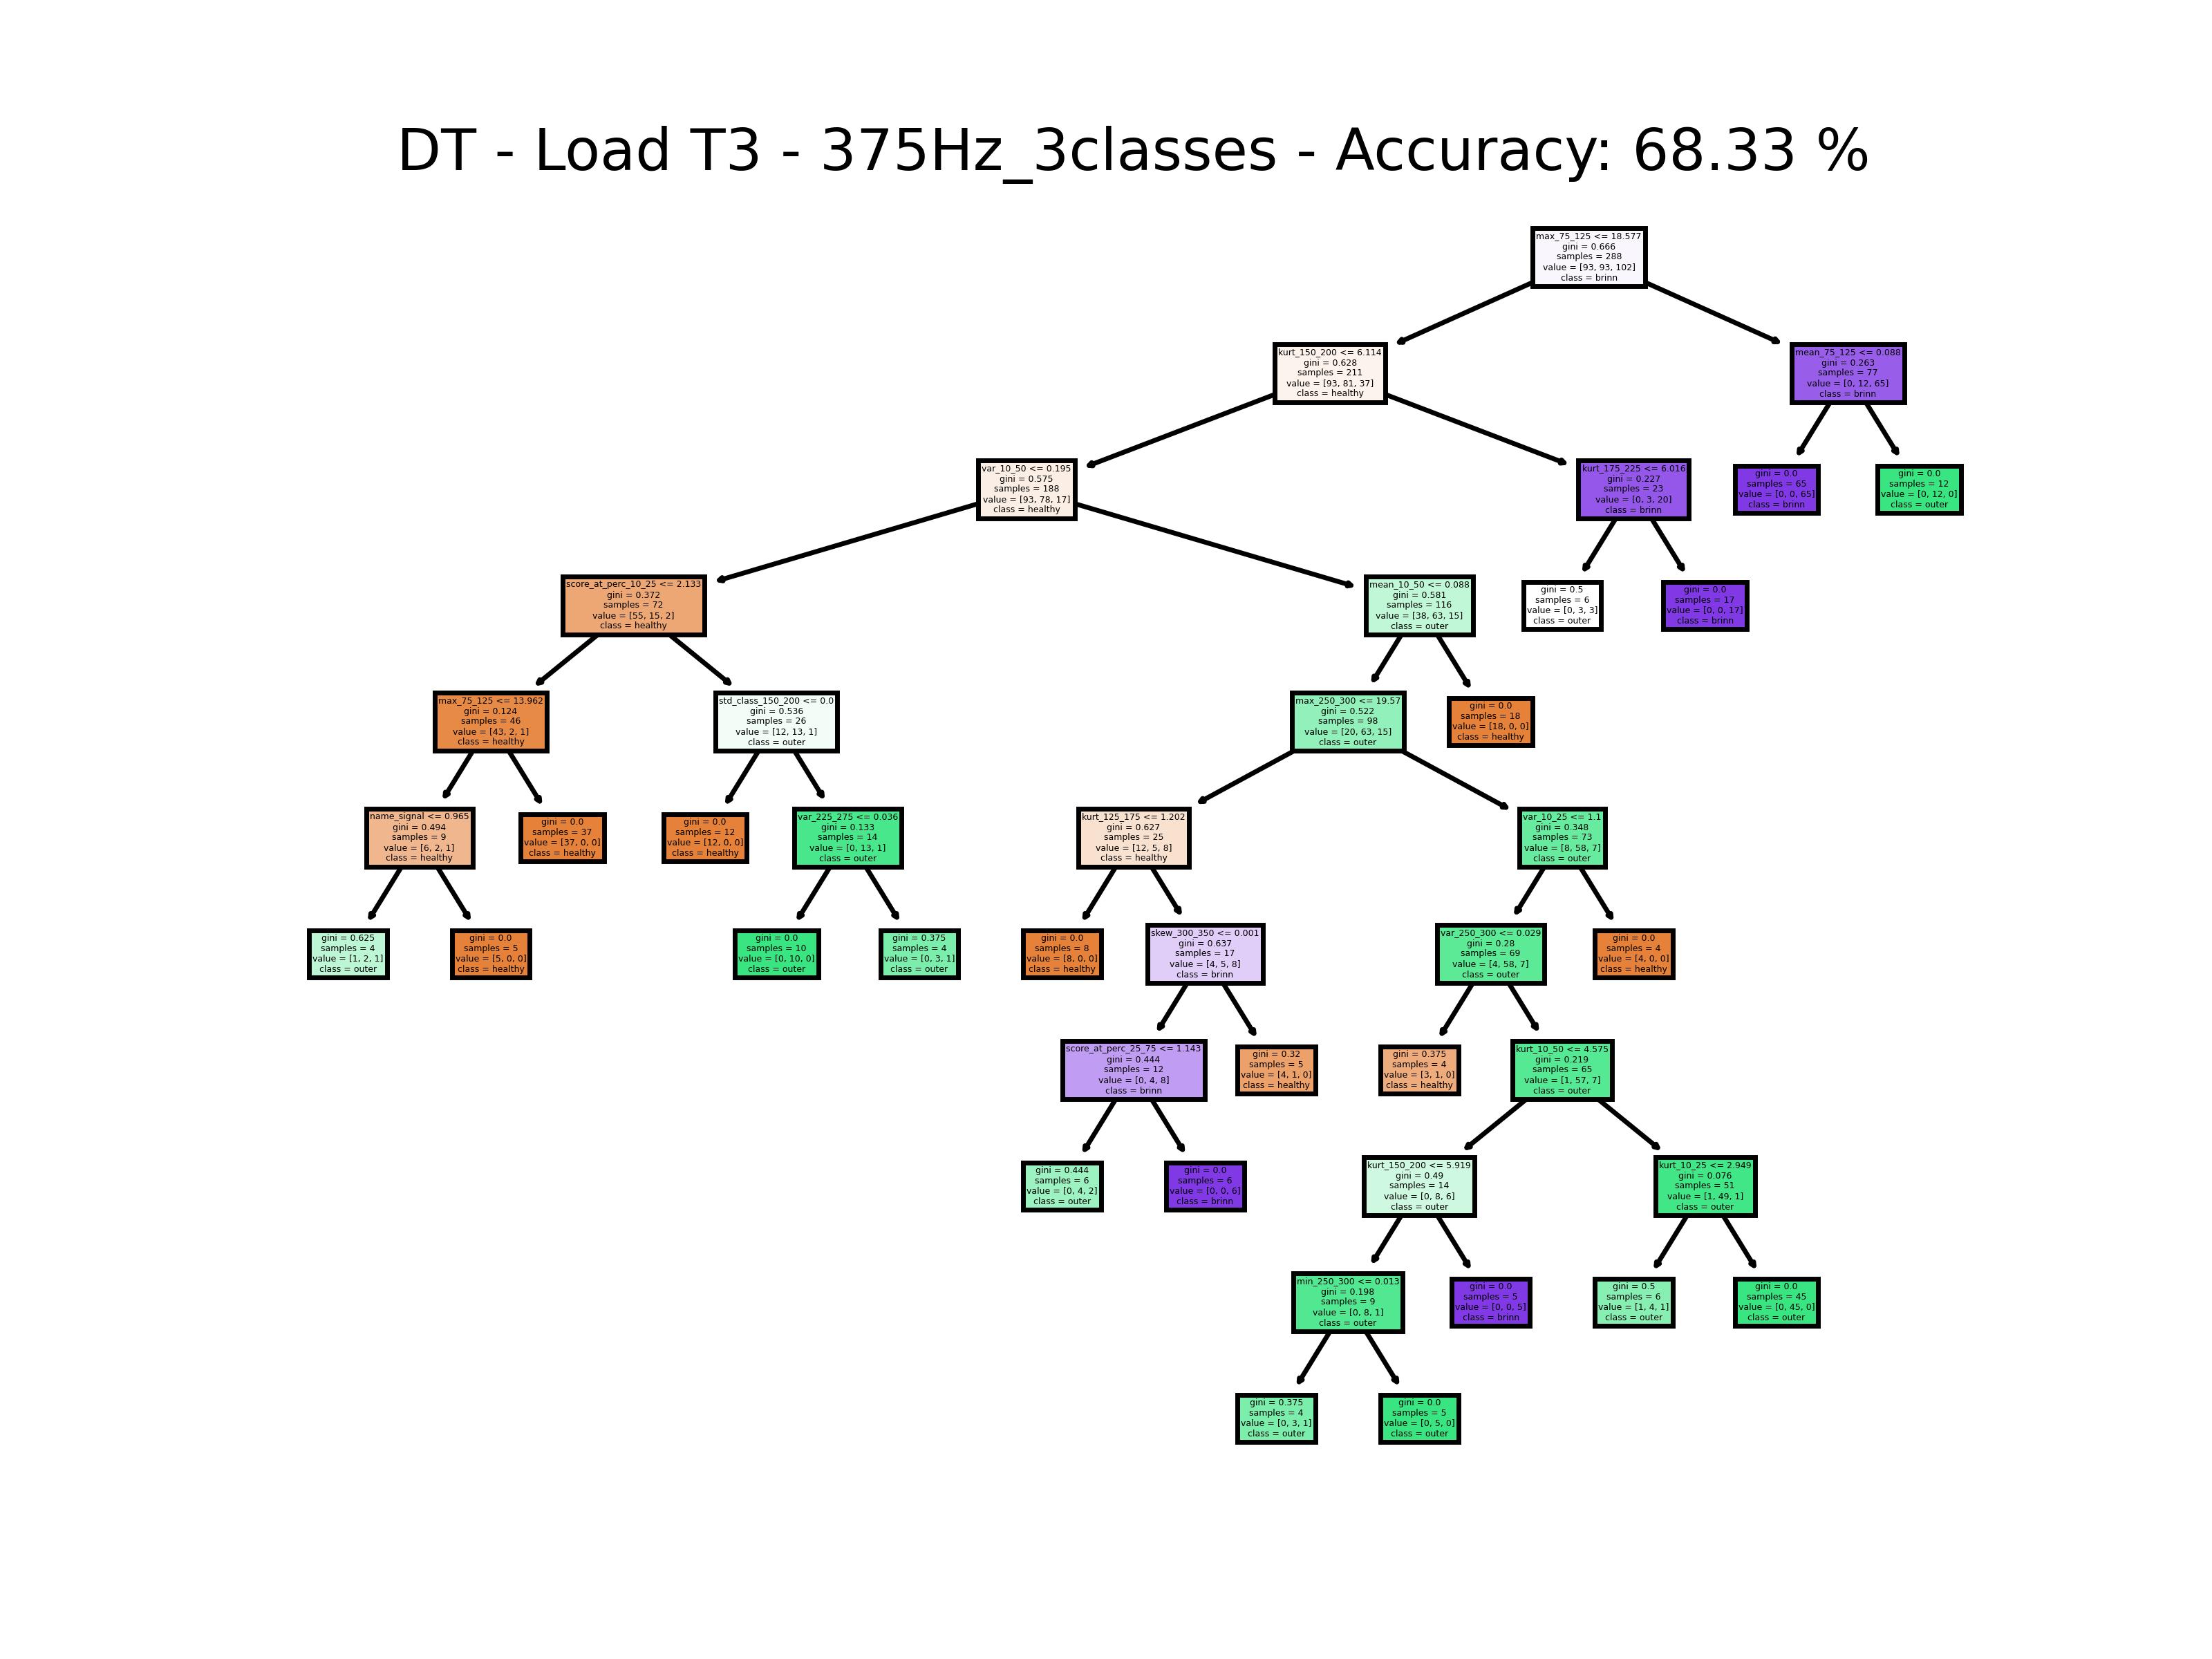 DT - Load T3 - 375Hz_3classes - Accuracy: 68.33 %
max_75_125 <= 18.577
gini = 0.666
samples = 288
value = [93, 93, 102]
class = brinn
kurt_150_200 <= 6.114
gini = 0.628
samples = 211
value = [93, 81, 37]
class = healthy
mean_75_125 <= 0.088
gini = 0.263
samples = 77
value = [0, 12, 65]
class = brinn
var_10_50 <= 0.195
gini = 0.575
samples = 188
value = [93, 78, 17]
class = healthy
kurt_175_225 <= 6.016
gini = 0.227
samples = 23
value = [0, 3, 20]
class = brinn
gini = 0.0
samples = 65
value = [0, 0, 65]
class = brinn
gini = 0.0
samples = 12
value = [0, 12, 0]
class = outer
score_at_perc_10_25 <= 2.133
gini = 0.372
samples = 72
value = [55, 15, 2]
class = healthy
mean_10_50 <= 0.088
gini = 0.581
samples = 116
value = [38, 63, 15]
class = outer
gini = 0.5
samples = 6
value = [0, 3, 3]
class = outer
gini = 0.0
samples = 17
value = [0, 0, 17]
class = brinn
max_75_125 <= 13.962
gini = 0.124
samples = 46
value = [43, 2, 1]
class = healthy
std_class_150_200 <= 0.0
gini = 0.536
samples = 26
value = [12, 13, 1]
class = outer
max_250_300 <= 19.57
gini = 0.522
samples = 98
value = [20, 63, 15]
class = outer
gini = 0.0
samples = 18
value = [18, 0, 0]
class = healthy
name_signal <= 0.965
gini = 0.494
samples = 9
value = [6, 2, 1]
class = healthy
gini = 0.0
samples = 37
value = [37, 0, 0]
class = healthy
gini = 0.0
samples = 12
value = [12, 0, 0]
class = healthy
var_225_275 <= 0.036
gini = 0.133
samples = 14
value = [0, 13, 1]
class = outer
kurt_125_175 <= 1.202
gini = 0.627
samples = 25
value = [12, 5, 8]
class = healthy
var_10_25 <= 1.1
gini = 0.348
samples = 73
value = [8, 58, 7]
class = outer
gini = 0.625
samples = 4
value = [1, 2, 1]
class = outer
gini = 0.0
samples = 5
value = [5, 0, 0]
class = healthy
gini = 0.0
samples = 10
value = [0, 10, 0]
class = outer
gini = 0.375
samples = 4
value = [0, 3, 1]
class = outer
gini = 0.0
samples = 8
value = [8, 0, 0]
class = healthy
skew_300_350 <= 0.001
gini = 0.637
samples = 17
value = [4, 5, 8]
class = brinn
var_250_300 <= 0.029
gini = 0.28
samples = 69
value = [4, 58, 7]
class = outer
gini = 0.0
samples = 4
value = [4, 0, 0]
class = healthy
score_at_perc_25_75 <= 1.143
gini = 0.444
samples = 12
value = [0, 4, 8]
class = brinn
gini = 0.32
samples = 5
value = [4, 1, 0]
class = healthy
gini = 0.375
samples = 4
value = [3, 1, 0]
class = healthy
kurt_10_50 <= 4.575
gini = 0.219
samples = 65
value = [1, 57, 7]
class = outer
gini = 0.444
samples = 6
value = [0, 4, 2]
class = outer
gini = 0.0
samples = 6
value = [0, 0, 6]
class = brinn
kurt_150_200 <= 5.919
gini = 0.49
samples = 14
value = [0, 8, 6]
class = outer
kurt_10_25 <= 2.949
gini = 0.076
samples = 51
value = [1, 49, 1]
class = outer
min_250_300 <= 0.013
gini = 0.198
samples = 9
value = [0, 8, 1]
class = outer
gini = 0.0
samples = 5
value = [0, 0, 5]
class = brinn
gini = 0.5
samples = 6
value = [1, 4, 1]
class = outer
gini = 0.0
samples = 45
value = [0, 45, 0]
class = outer
gini = 0.375
samples = 4
value = [0, 3, 1]
class = outer
gini = 0.0
samples = 5
value = [0, 5, 0]
class = outer